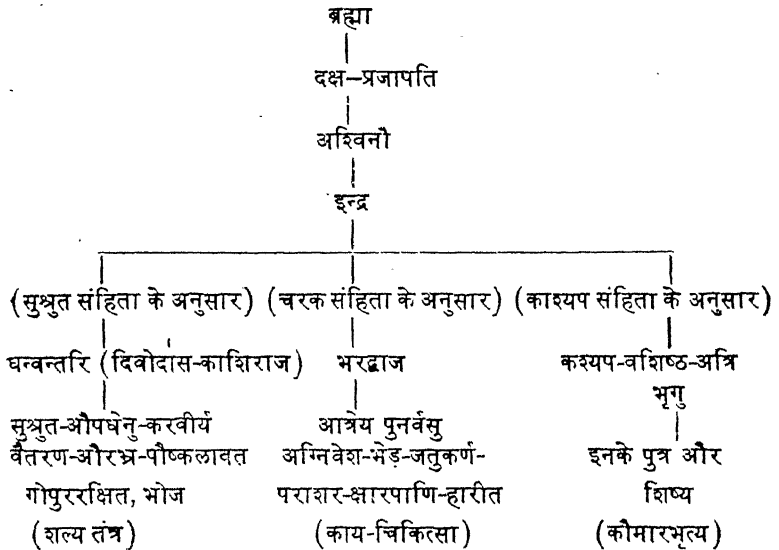 ब्रह्मा
दक्ष–प्रजापति
अश्विनौ
इन्द्र
(सुश्रुत संहिता के अनुसार) (चरक संहिता के अनुसार) (काश्यप संहिता के अनुसार)
धन्वन्तरि (दिवोदास-काशिराज) भरद्वाज कश्यप-वशिष्ठ-अत्रि
भृगु
सुश्रुत-औपधेनु-करवीर्य आत्रेय पुनर्वसु
वैतरण-औरभ्र-पौष्कलावत अग्निवेश-भेड़-जतुकर्ण- इनके पुत्र और
गोपुररक्षित, भोज पराशर-क्षारपाणि-हारीत शिष्य
(शल्य तंत्र) (काय-चिकित्सा) (कौमारभृत्य)